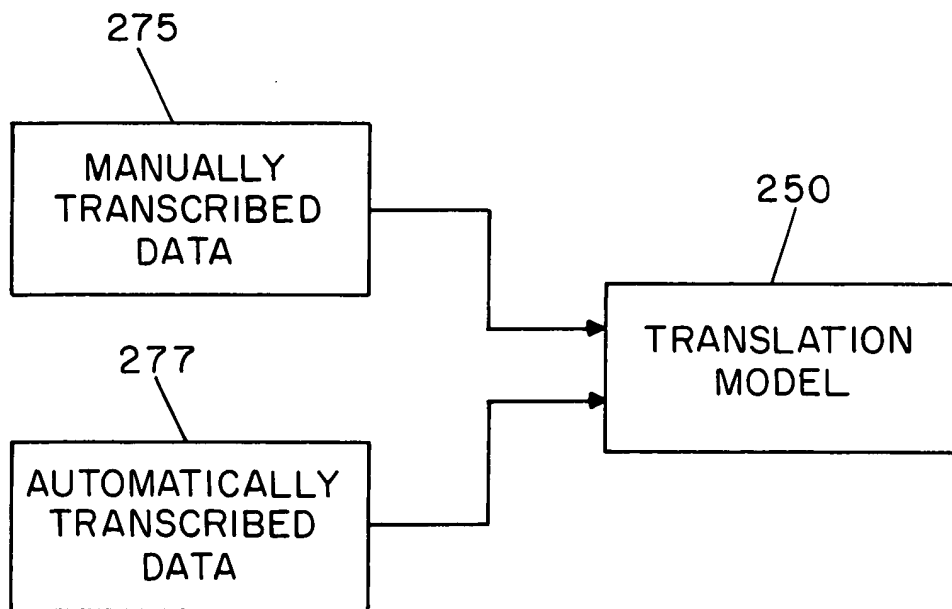 275
MANUALLY
TRANSCRIBED
DATA
250
TRANSLATION
MODEL
277
AUTOMATICALLY
TRANSCRIBED
DATA